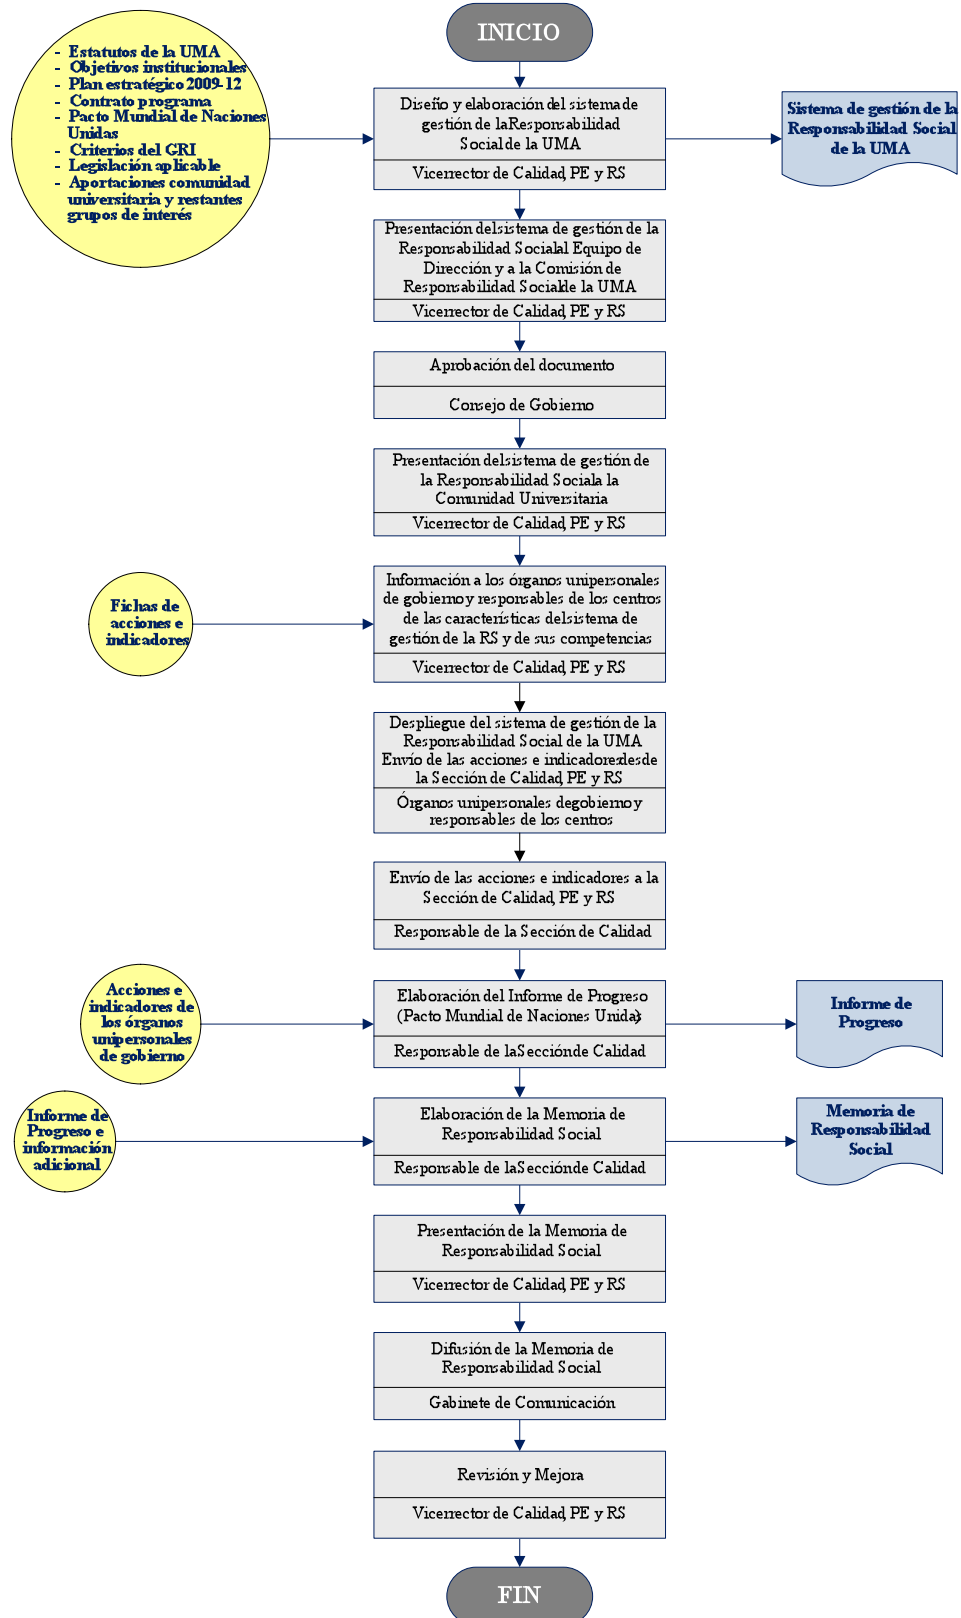 INICIO
- Estatutos de la UMA
- Objetivos institucionales
- Plan estratégico 2009-12
- Contrato programa
- Pacto Mundial de Naciones
Unidas
- Criterios del GRI
- Legislación aplicable
- Aportaciones comunidad
universitaria y restantes
grupos de interés
Diseño y elaboración del sistema de
gestión de la Responsabilidad
Social de la UMA
Vicerrector de Calidad, PE y RS
Sistema de gestión de la
Responsabilidad Social
de la UMA
Presentación del sistema de gestión de la
Responsabilidad Social al Equipo de
Dirección y a la Comisión de
Responsabilidad Social de la UMA
Vicerrector de Calidad, PE y RS
Aprobación del documento
Consejo de Gobierno
Presentación del sistema de gestión de
la Responsabilidad Social a la
Comunidad Universitaria
Vicerrector de Calidad, PE y RS
Fichas de
acciones e
indicadores
Información a los órganos unipersonales
de gobierno y responsables de los centros
de las características del sistema de
gestión de la RS y de sus competencias
Vicerrector de Calidad, PE y RS
Despliegue del sistema de gestión de la
Responsabilidad Social de la UMA
Envío de las acciones e indicadores desde
la Sección de Calidad, PE y RS
Órganos unipersonales de gobierno y
responsables de los centros
Envío de las acciones e indicadores a la
Sección de Calidad, PE y RS
Responsable de la Sección de Calidad
Acciones e
indicadores de
los órganos
unipersonales
de gobierno
Elaboración del Informe de Progreso
(Pacto Mundial de Naciones Unidas)
Responsable de la Sección de Calidad
Informe de
Progreso
Informe de
Progreso e
información
adicional
Elaboración de la Memoria de
Responsabilidad Social
Responsable de la Sección de Calidad
Memoria de
Responsabilidad
Social
Presentación de la Memoria de
Responsabilidad Social
Vicerrector de Calidad, PE y RS
Difusión de la Memoria de
Responsabilidad Social
Gabinete de Comunicación
Revisión y Mejora
Vicerrector de Calidad, PE y RS
FIN